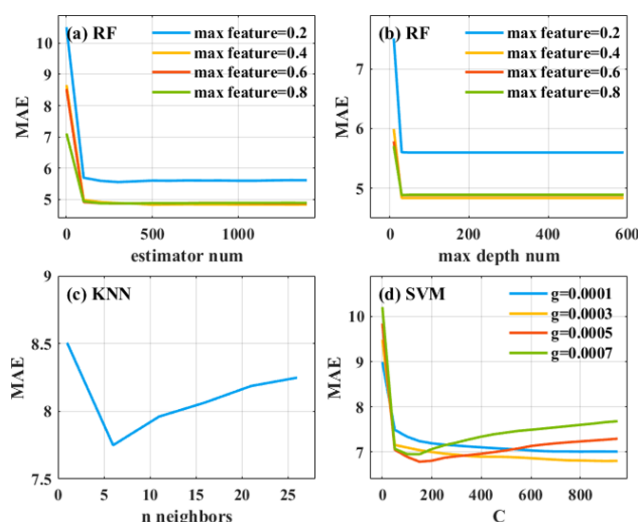 (a) RF
max feature=0.2
max feature=0.4
max feature=0.6
max feature=0.8
10
9
8
7
6
5
MAE
0
500
1000
estimator num
(b) RF
max feature=0.2
max feature=0.4
max feature=0.6
max feature=0.8
7
6
5
MAE
0
200
400
600
max depth num
(c) KNN
9
8.5
8
7.5
MAE
0
5
10
15
20
25
n neighbors
(d) SVM
g=0.0001
g=0.0003
g=0.0005
g=0.0007
10
9
8
7
6
MAE
0
200
400
600
800
C